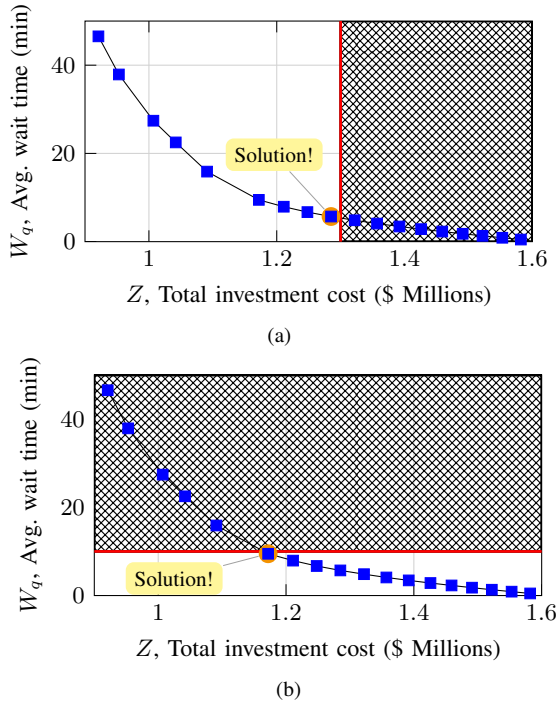 40
20
0
W_q, Avg. wait time (min)
Solution!
1
1.2
1.4
1.6
Z, Total investment cost ($ Millions)
(a)
40
20
0
W_q, Avg. wait time (min)
Solution!
1
1.2
1.4
1.6
Z, Total investment cost ($ Millions)
(b)